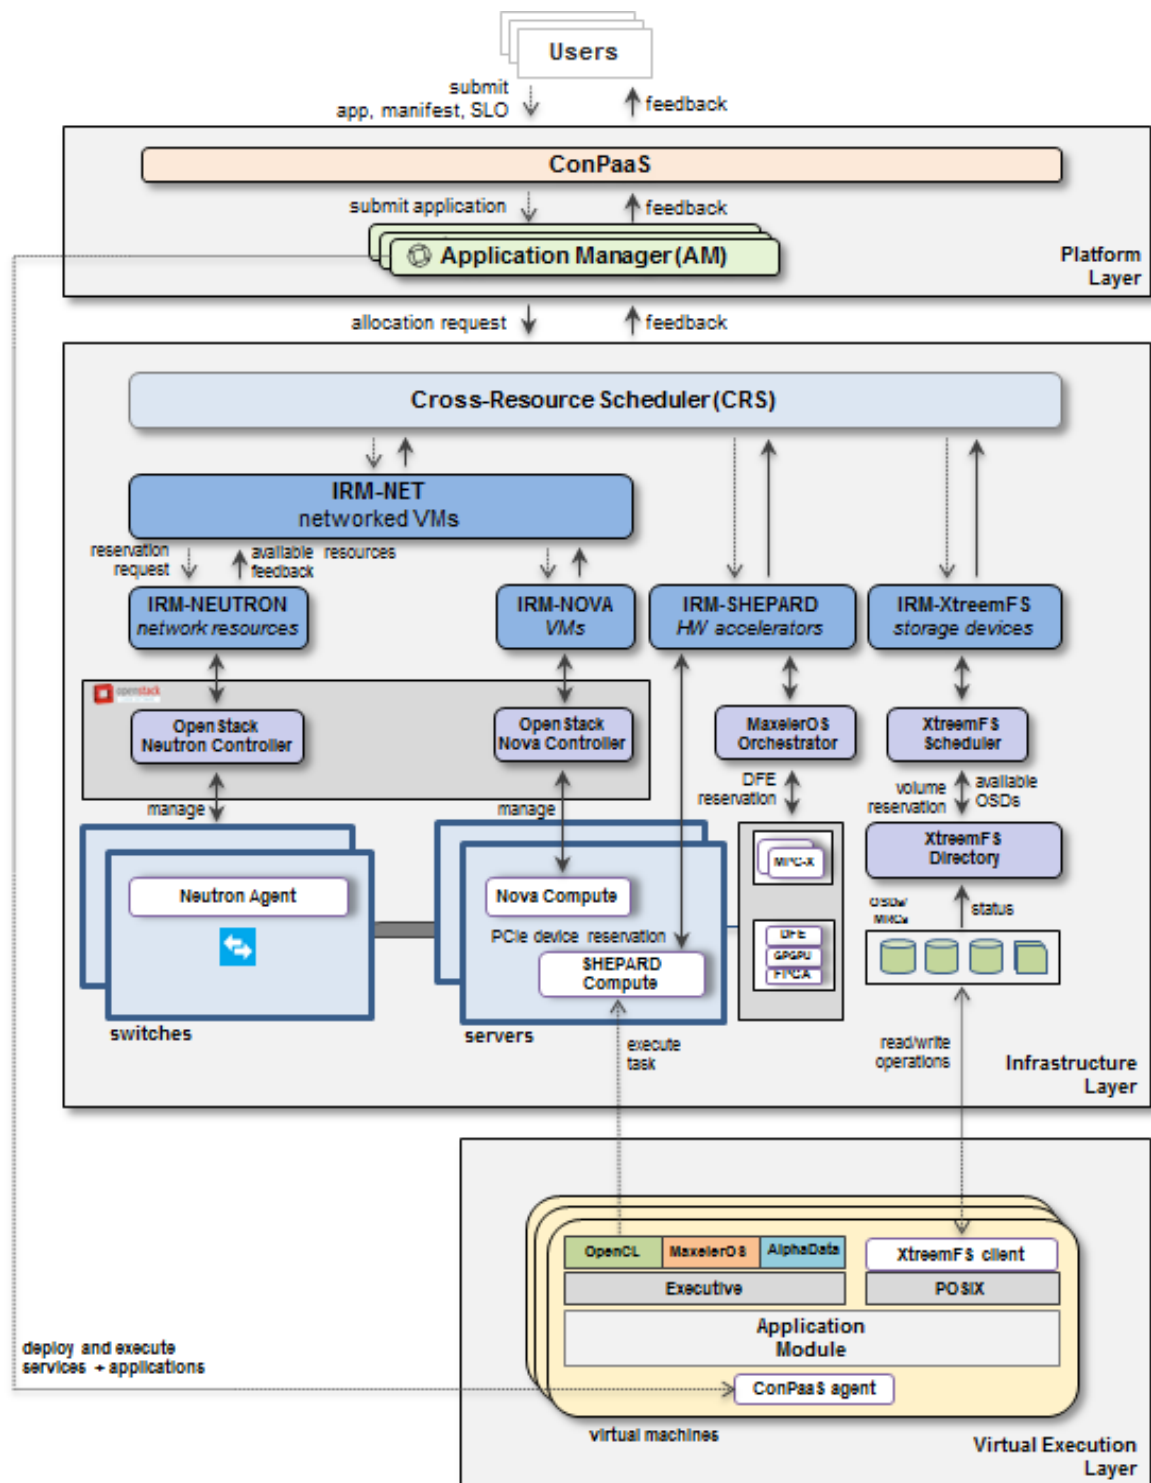 Users
submit
app, manifest, SLO
feedback
ConPaaS
submit application
feedback
Application Manager(AM)
Platform
Layer
allocation request
feedback
Cross-Resource Scheduler(CRS)
IRM-NET
networked VMs
reservation
request
available resources
feedback
IRM-NEUTRON
network resources
IRM-NOVA
VMs
IRM-SHEPARD
HW accelerators
IRM-XtreemFS
storage devices
openstack
OpenStack
Neutron Controller
OpenStack
Nova Controller
MaxelerOS
Orchestrator
XtreemFS
Scheduler
manage
manage
DFE
reservation
volume
reservation
available
OSDs
XtreemFS
Directory
MPC-X
Neutron Agent
Nova Compute
OSDs/
MRCs
status
PCIe device reservation
DFE
GPGPU
FPGA
SHEPARD
Compute
switches
servers
execute
task
read/write
operations
Infrastructure
Layer
OpenCL
MaxelerOS
AlphaData
XtreemFS client
Executive
POSIX
Application
Module
deploy and execute
services + applications
ConPaaS agent
virtual machines
Virtual Execution
Layer